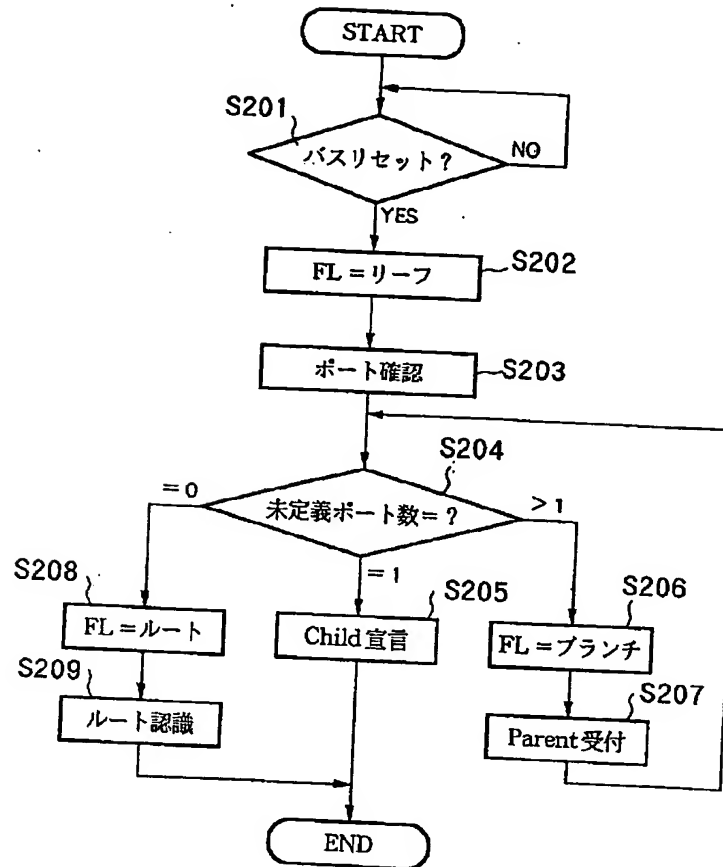 START
S201
バスリセット?
NO
YES
FL=リーフ
S202
ポート確認
S203
S204
=0
未定義ポート数=?
>1
=1
S208
FL=ルート
S205
Child宣言
S206
FL=ブランチ
S209
ルート認識
S207
Parent受付
END